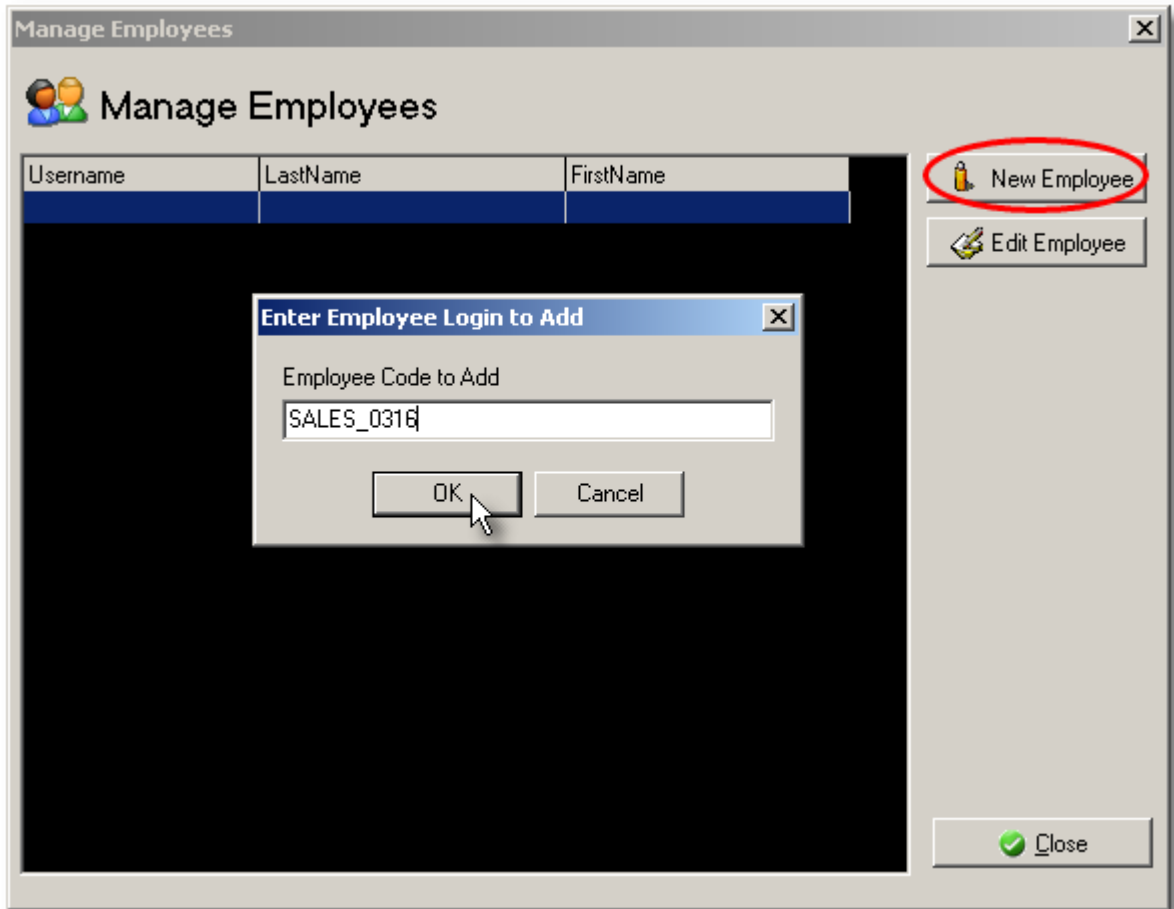 Manage Employees
Manage Employees
Username LastName FirstName
New Employee
Edit Employee
Enter Employee Login to Add
Employee Code to Add
SALES_0316
OK Cancel
Close